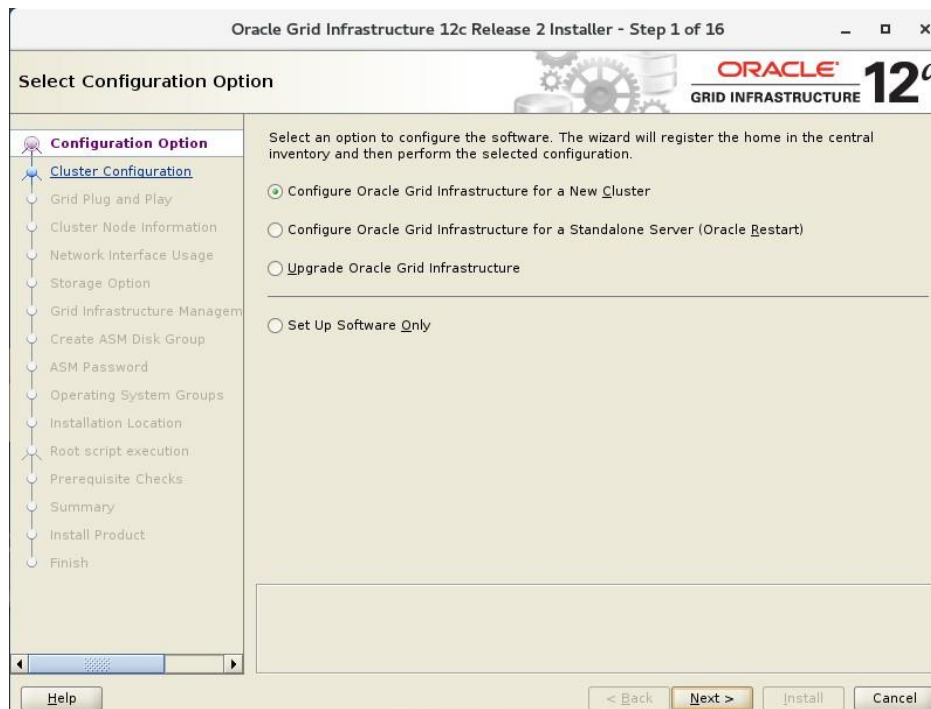 Oracle Grid Infrastructure 12c Release 2 Installer - Step 1 of 16
Select Configuration Option
ORACLE
GRID INFRASTRUCTURE
12c
Configuration Option
Cluster Configuration
Grid Plug and Play
Cluster Node Information
Network Interface Usage
Storage Option
Grid Infrastructure Managem
Create ASM Disk Group
ASM Password
Operating System Groups
Installation Location
Root script execution
Prerequisite Checks
Summary
Install Product
Finish
Select an option to configure the software. The wizard will register the home in the central
inventory and then perform the selected configuration.
Configure Oracle Grid Infrastructure for a New Cluster
Configure Oracle Grid Infrastructure for a Standalone Server (Oracle Restart)
Upgrade Oracle Grid Infrastructure
Set Up Software Only
Help
< Back
Next >
Install
Cancel